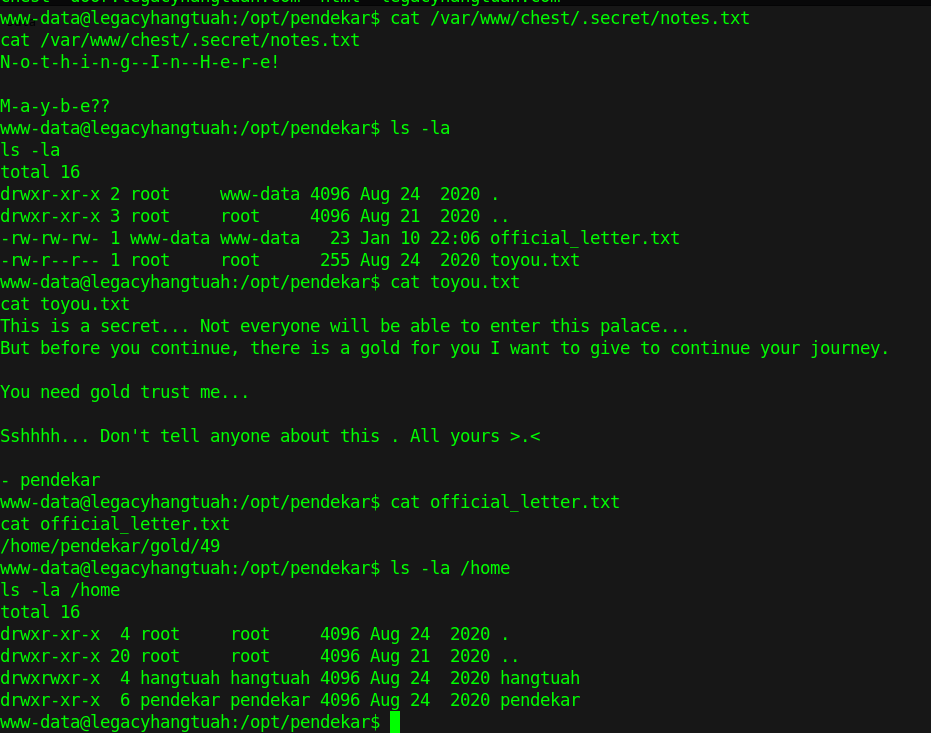 www-data@legacyhangtuah:/opt/pendekar$ cat /var/www/chest/.secret/notes.txt
cat /var/www/chest/.secret/notes.txt
N-o-t-h-i-n-g--I-n--H-e-r-e!
M-a-y-b-e??
www-data@legacyhangtuah:/opt/pendekar$ ls -la
ls -la
total 16
drwxr-xr-x 2 root     www-data 4096 Aug 24  2020 .
drwxr-xr-x 3 root     root     4096 Aug 21  2020 ..
-rw-rw-rw- 1 www-data www-data   23 Jan 10 22:06 official_letter.txt
-rw-r--r-- 1 root     root      255 Aug 24  2020 toyou.txt
www-data@legacyhangtuah:/opt/pendekar$ cat toyou.txt
cat toyou.txt
This is a secret... Not everyone will be able to enter this palace...
But before you continue, there is a gold for you I want to give to continue your journey.
You need gold trust me...
Sshhhh... Don't tell anyone about this . All yours >.<
- pendekar
www-data@legacyhangtuah:/opt/pendekar$ cat official_letter.txt
cat official_letter.txt
/home/pendekar/gold/49
www-data@legacyhangtuah:/opt/pendekar$ ls -la /home
ls -la /home
total 16
drwxr-xr-x  4 root     root     4096 Aug 24  2020 .
drwxr-xr-x 20 root     root     4096 Aug 21  2020 ..
drwxrwxr-x  4 hangtuah hangtuah 4096 Aug 24  2020 hangtuah
drwxr-xr-x  6 pendekar pendekar 4096 Aug 24  2020 pendekar
www-data@legacyhangtuah:/opt/pendekar$